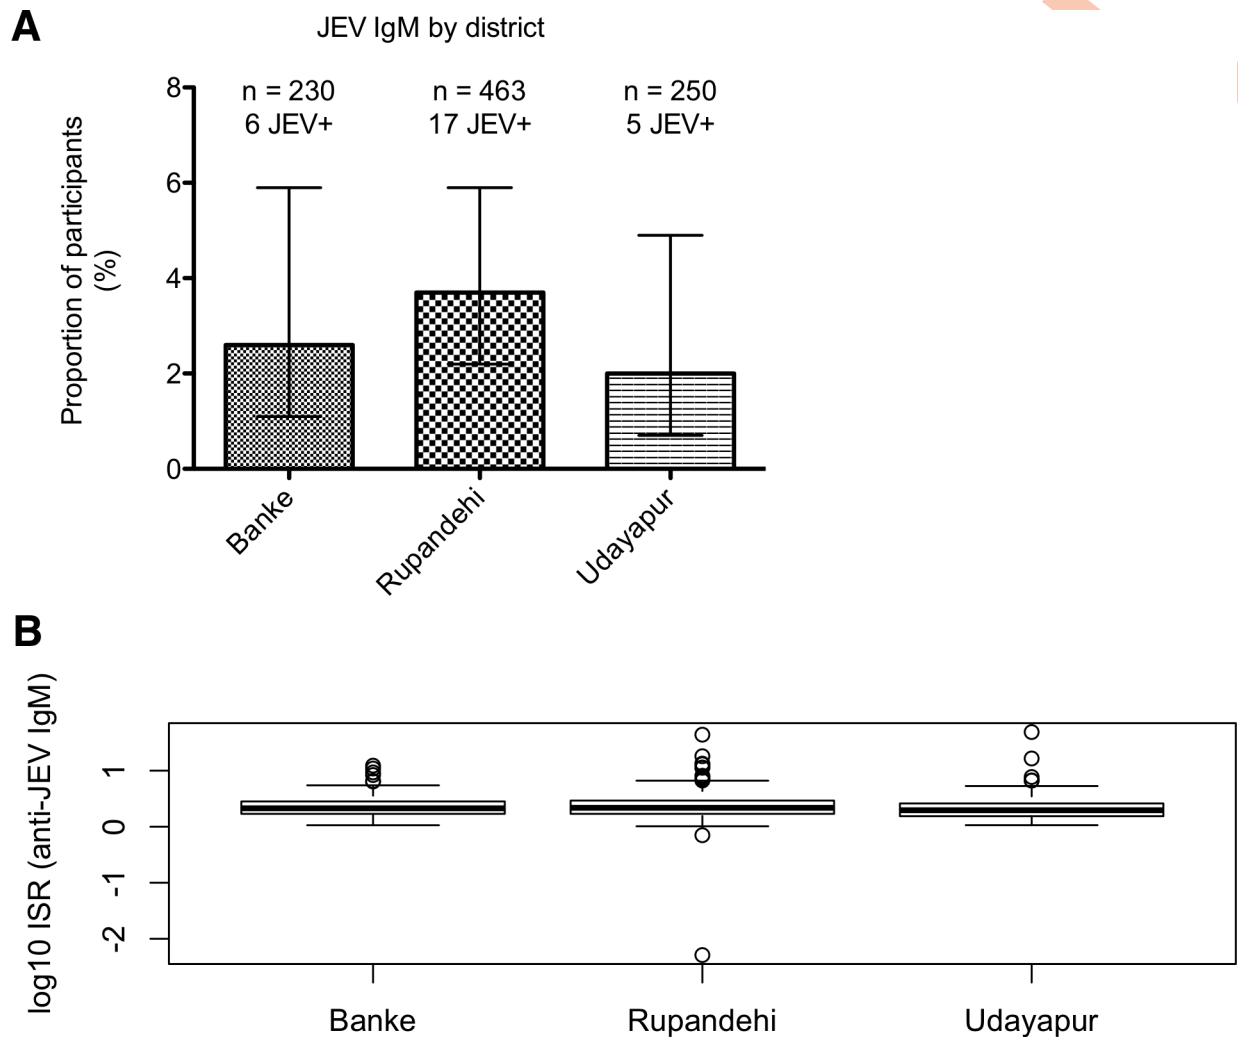 A
JEV IgM by district
n = 230
6 JEV+
n = 463
17 JEV+
n = 250
5 JEV+
Proportion of participants
(%)
8
6
4
2
0
Banke
Rupandehi
Udayapur
B
log10 ISR (anti-JEV IgM)
1
0
-1
-2
Banke
Rupandehi
Udayapur